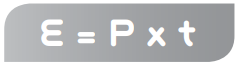 E = P x t